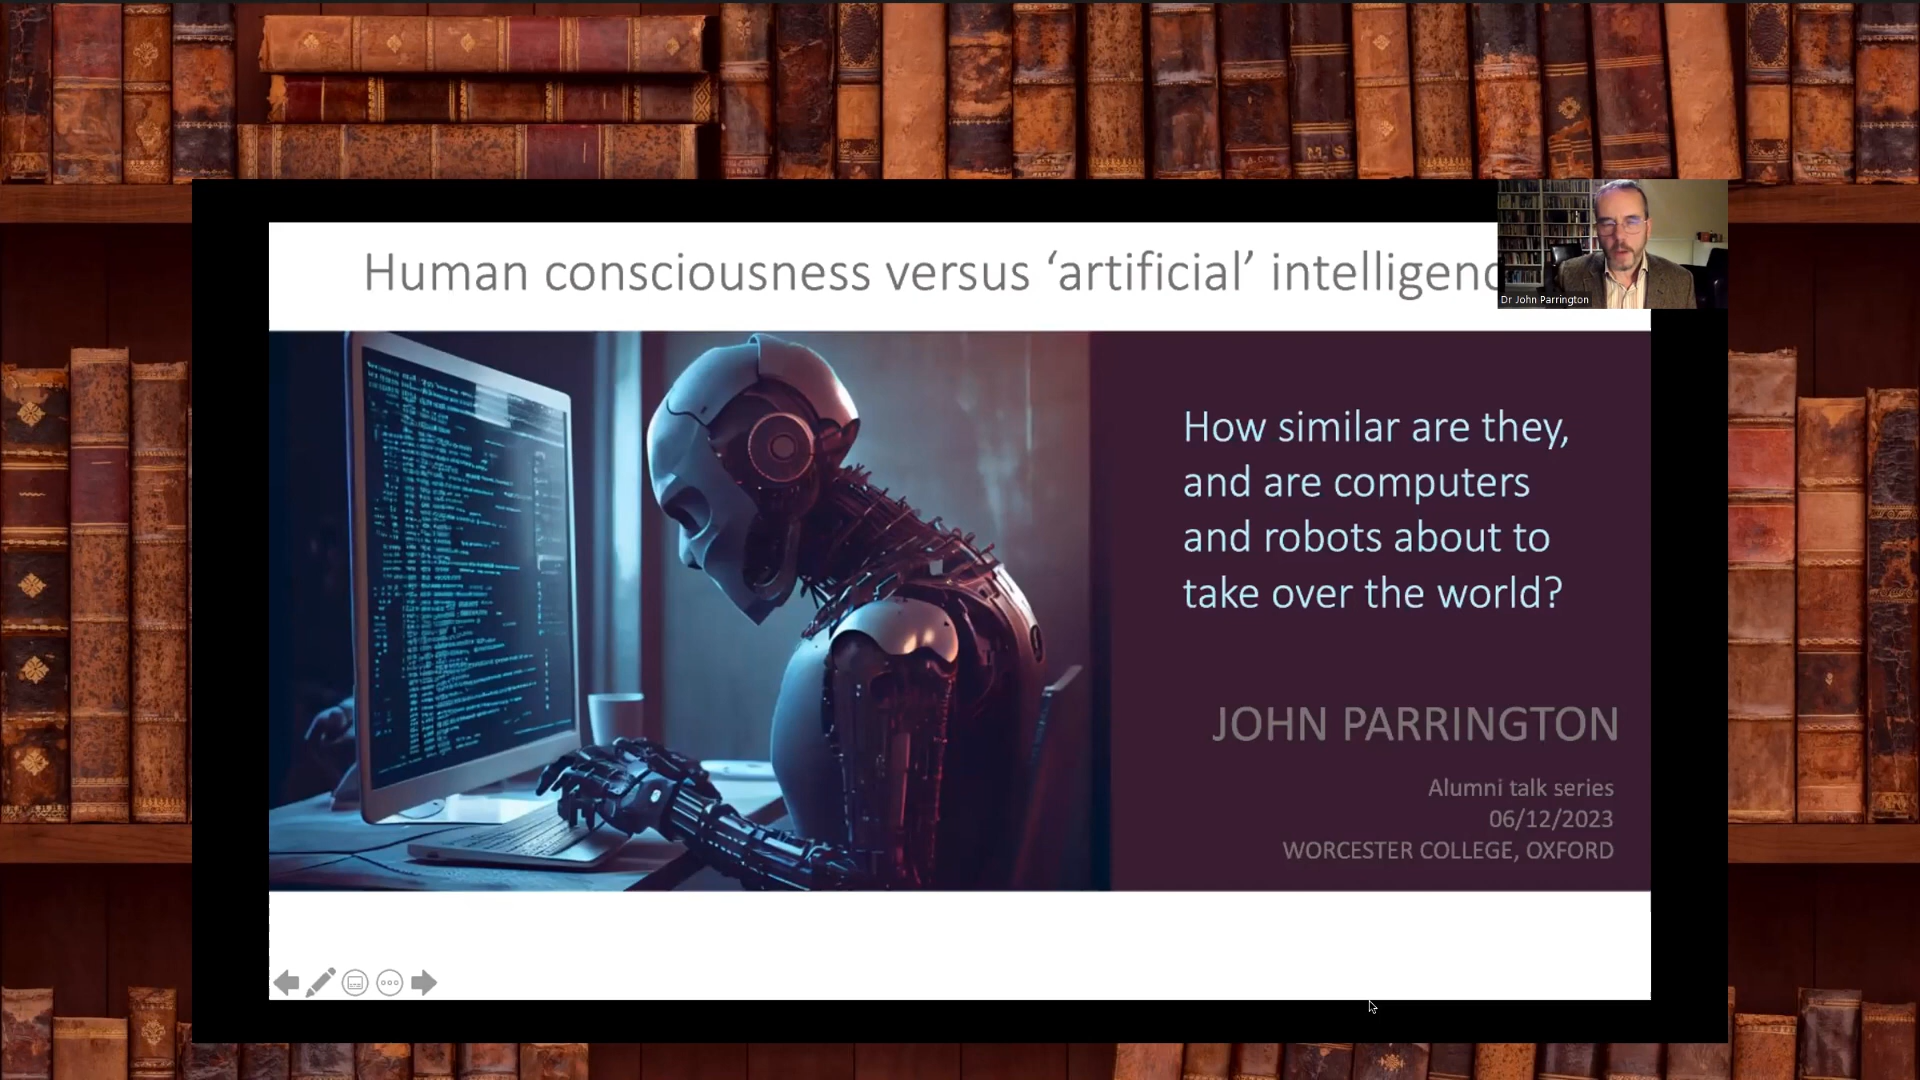 M. S.
Human consciousness versus ‘artificial’ intelligenc
Dr John Parrington
How similar are they,
and are computers
and robots about to
take over the world?
JOHN PARRINGTON
Alumni talk series
06/12/2023
WORCESTER COLLEGE, OXFORD